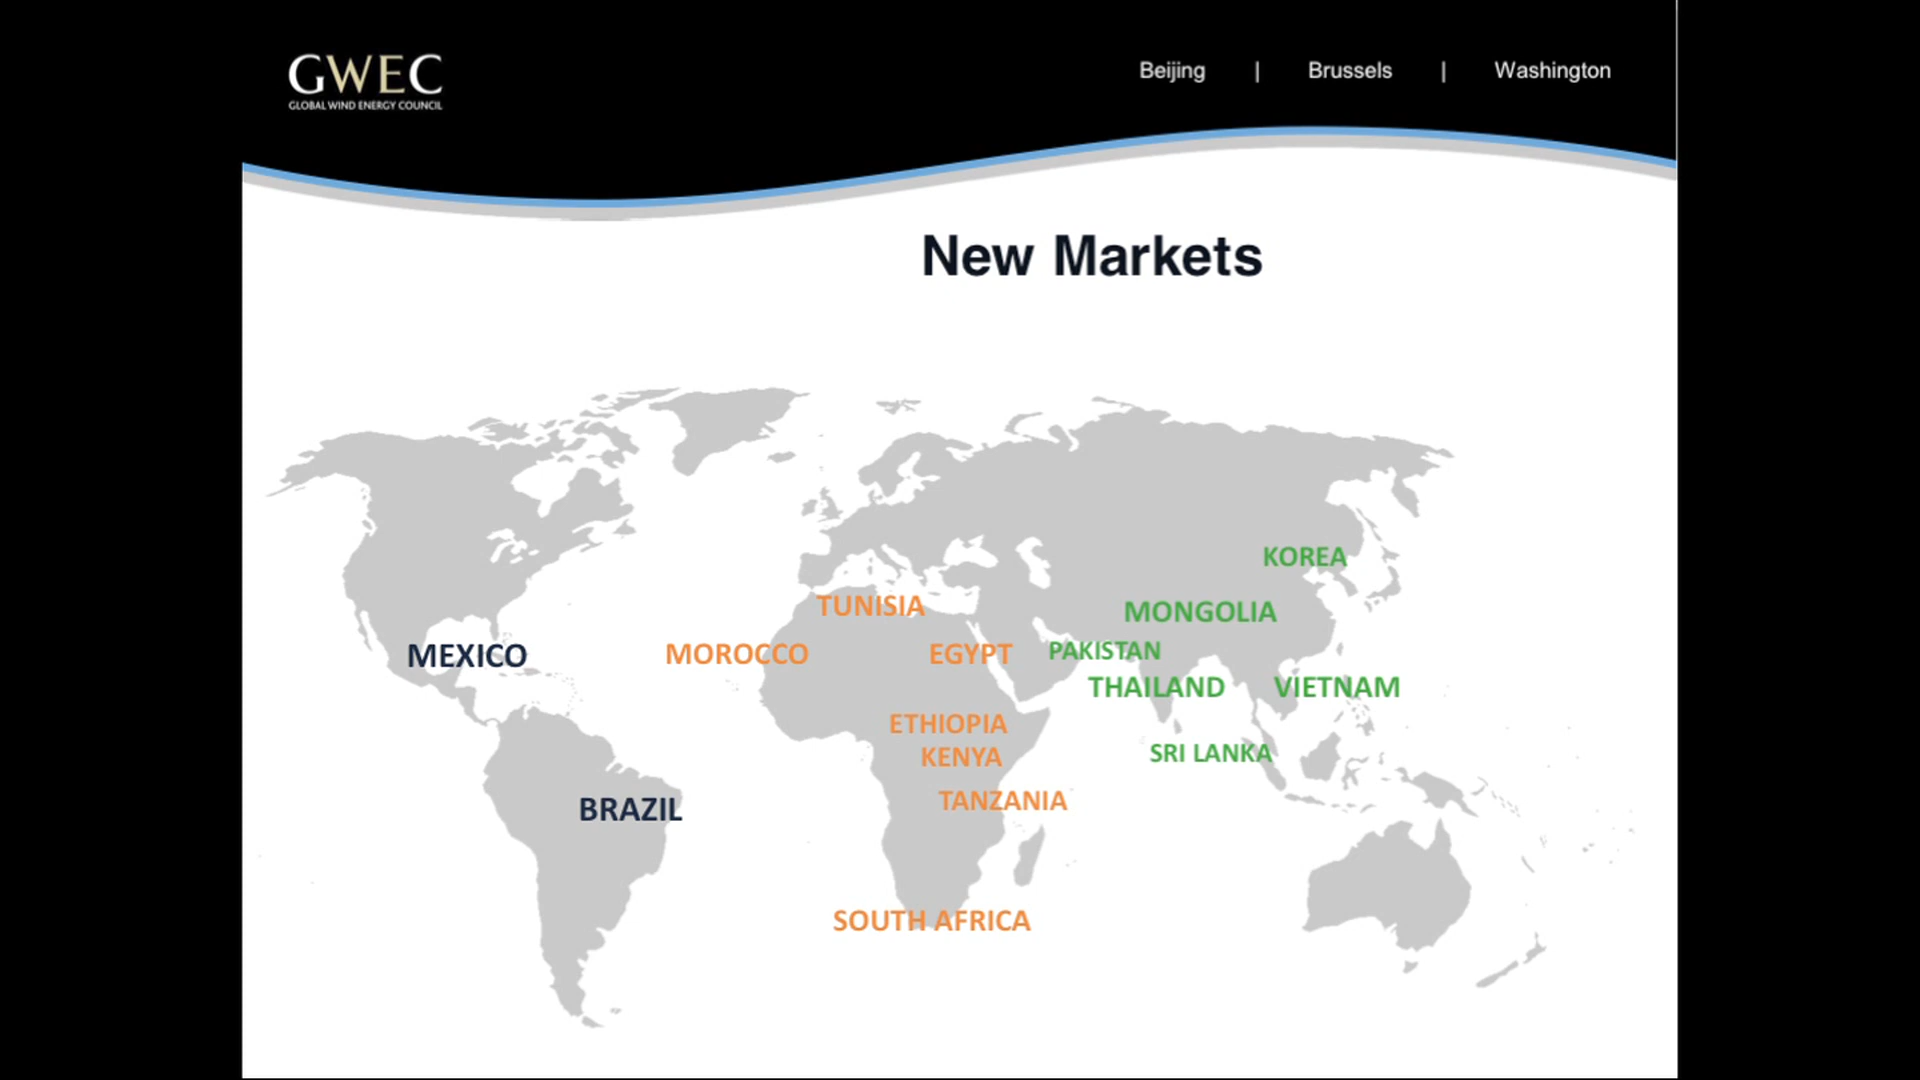 GWEC
GLOBAL WIND ENERGY COUNCIL
Beijing | Brussels | Washington
New Markets
KOREA
TUNISIA
MONGOLIA
MEXICO
MOROCCO
EGYPT
PAKISTAN
THAILAND
VIETNAM
ETHIOPIA
KENYA
SRI LANKA
TANZANIA
BRAZIL
SOUTH AFRICA